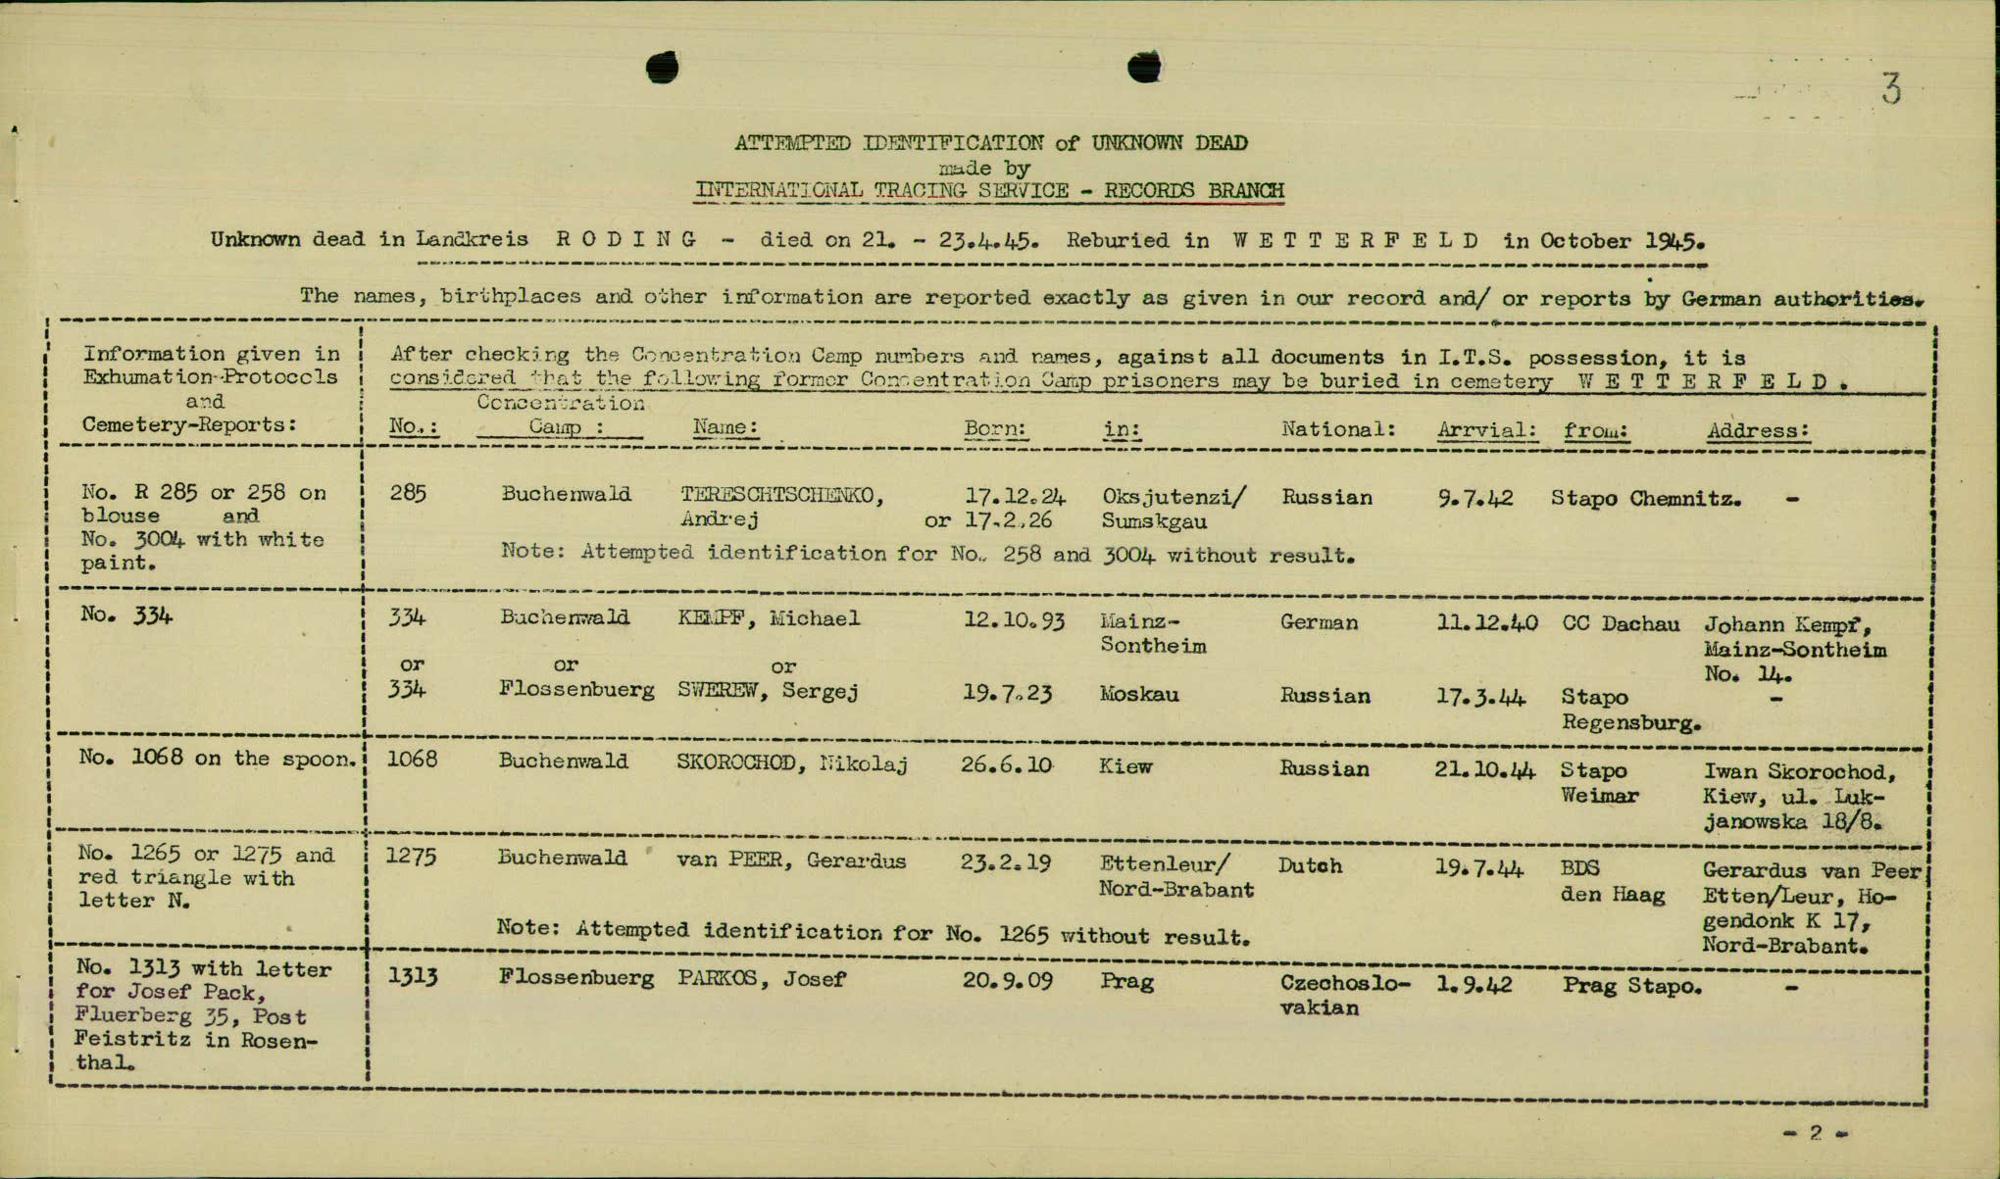 3
ATTEMPTED IDENTIFICATION of UNKNOWN DEAD
made by
INTERNATIONAL TRACING SERVICE - RECORDS BRANCH
Unknown dead in Landkreis R O D I N G - died on 21. - 23.4.45. Reburied in W E T T E R F E L D in October 1945.
The names, birthplaces and other information are reported exactly as given in our record and/ or reports by German authorities.
Information given in
Exhumation-Protocols
and
Cemetery-Reports:
After checking the Concentration Camp numbers and names, against all documents in I.T.S. possession, it is
considered that the following former Concentration Camp prisoners may be buried in cemetery W E T T E R F E L D .
Concentration
No.: Camp : Name: Born: in: National: Arrvial: from: Address:
No. R 285 or 258 on
blouse and
No. 3004 with white
paint.
285 Buchenwald TERESCHTSCHENKO, 17.12.24 Oksjutenzi/ Russian 9.7.42 Stapo Chemnitz. -
Andrej or 17.2.26 Sumskgau
Note: Attempted identification for No. 258 and 3004 without result.
No. 334
334 Buchenwald KEMPF, Michael 12.10.93 Mainz- German 11.12.40 CC Dachau Johann Kempf,
Sontheim Mainz-Sontheim
No. 14.
or or or
334 Flossenbuerg SWEREW, Sergej 19.7.23 Moskau Russian 17.3.44 Stapo -
Regensburg.
No. 1068 on the spoon.
1068 Buchenwald SKOROCHOD, Nikolaj 26.6.10 Kiew Russian 21.10.44 Stapo Iwan Skorochod,
Weimar Kiew, ul. Luk-
janowska 18/8.
No. 1265 or 1275 and
red triangle with
letter N.
1275 Buchenwald van PEER, Gerardus 23.2.19 Ettenleur/ Dutch 19.7.44 BDS Gerardus van Peer
Nord-Brabant den Haag Etten/Leur, Ho-
gendonk K 17,
Nord-Brabant.
Note: Attempted identification for No. 1265 without result.
No. 1313 with letter
for Josef Pack,
Fluerberg 35, Post
Feistritz in Rosen-
thal.
1313 Flossenbuerg PARKOS, Josef 20.9.09 Prag Czechoslo- 1.9.42 Prag Stapo. -
vakian
- 2 -